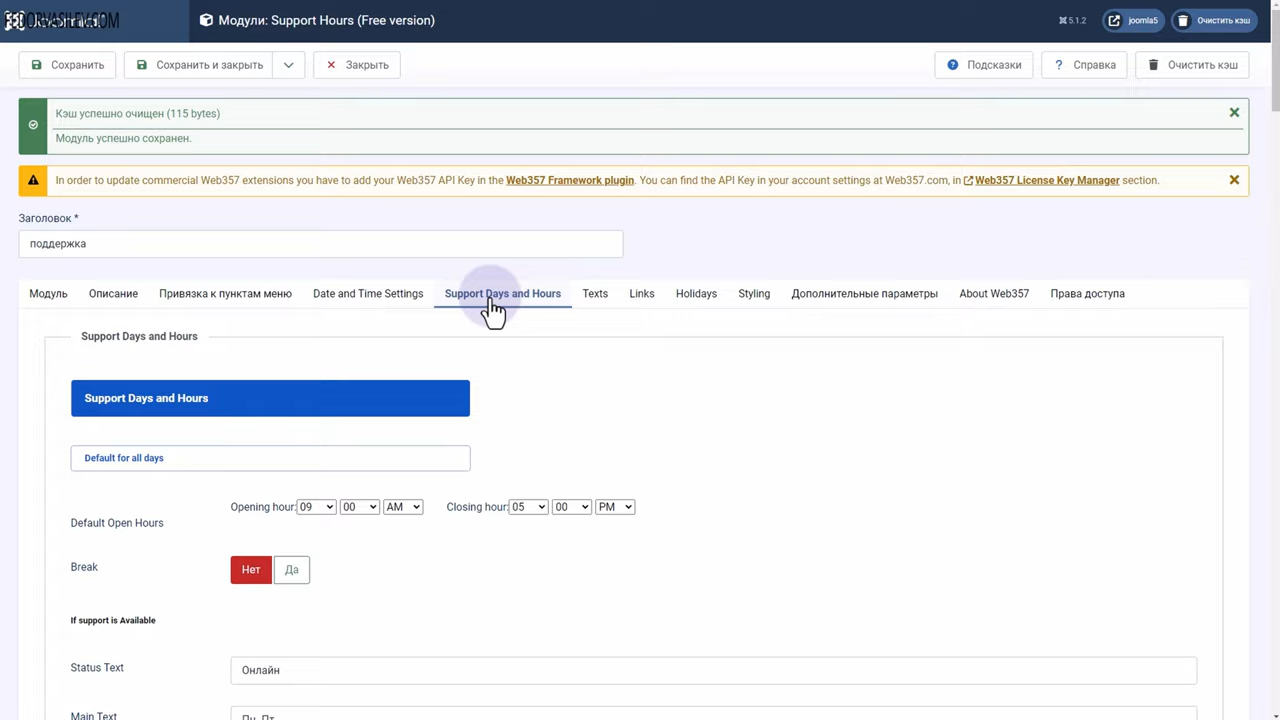 Модули: Support Hours (Free version)
5.1.2
joomla5
Очистить кэш
Сохранить
Сохранить и закрыть
Закрыть
Подсказки
Справка
Очистить кэш
Кэш успешно очищен (115 bytes)
Модуль успешно сохранен.
In order to update commercial Web357 extensions you have to add your Web357 API Key in the Web357 Framework plugin. You can find the API Key in your account settings at Web357.com, in Web357 License Key Manager section.
Заголовок *
поддержка
Модуль
Описание
Привязка к пунктам меню
Date and Time Settings
Support Days and Hours
Texts
Links
Holidays
Styling
Дополнительные параметры
About Web357
Права доступа
Support Days and Hours
Support Days and Hours
Default for all days
Opening hour: 09 00 AM Closing hour: 05 00 PM
Default Open Hours
Break
Нет
Да
If support is Available
Status Text
Онлайн
Main Text
Пн-Пт